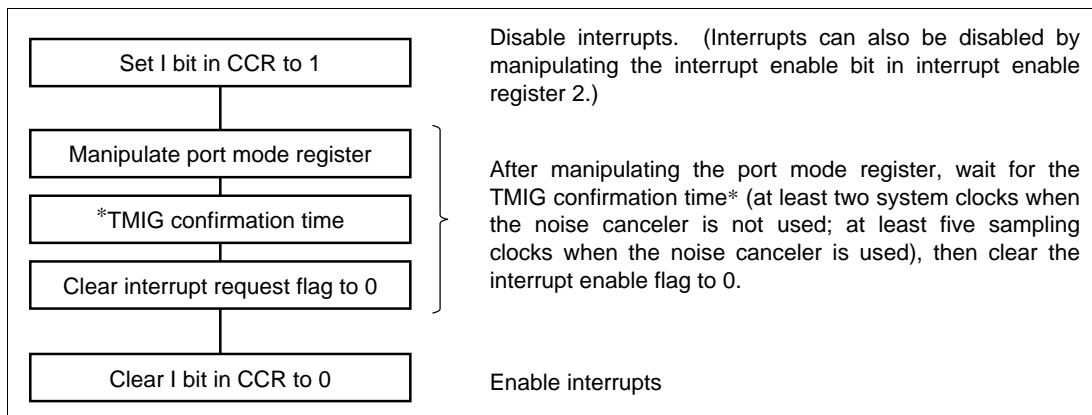 Set I bit in CCR to 1
Disable interrupts. (Interrupts can also be disabled by
manipulating the interrupt enable bit in interrupt enable
register 2.)
Manipulate port mode register
*TMIG confirmation time
Clear interrupt request flag to 0
After manipulating the port mode register, wait for the
TMIG confirmation time* (at least two system clocks when
the noise canceler is not used; at least five sampling
clocks when the noise canceler is used), then clear the
interrupt enable flag to 0.
Clear I bit in CCR to 0
Enable interrupts